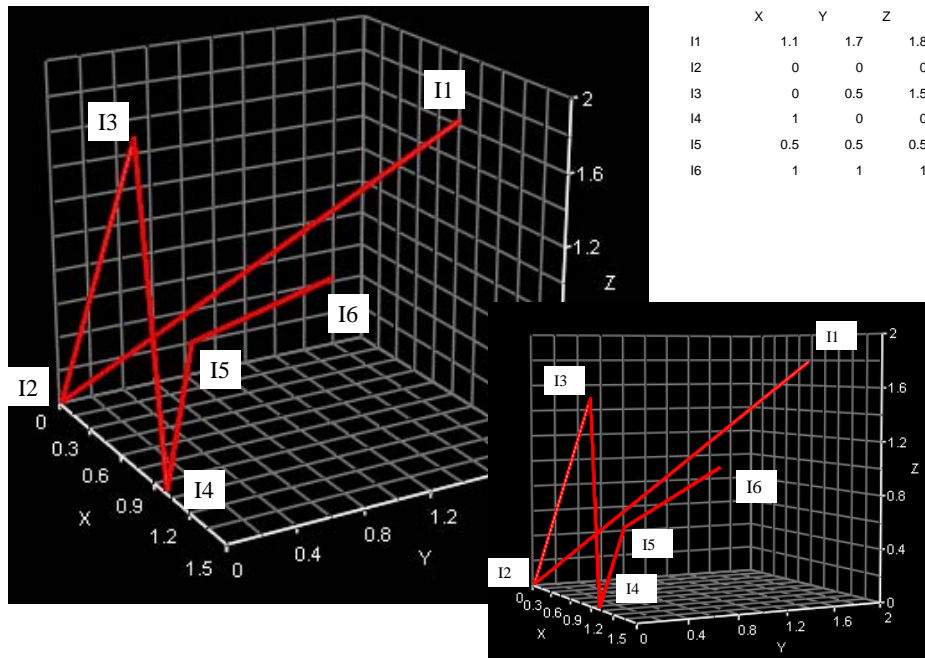 X Y Z
I1 1.1 1.7 1.8
I2 0 0 0
I3 0 0.5 1.5
I4 1 0 0
I5 0.5 0.5 0.5
I6 1 1 1
I1
I3
2
1.6
1.2
Z
I6
I5
I2
0
0.3
0.6
0.9
1.2
1.5
X
I4
0
0.4
0.8
1.2
Y
I1
2
I3
1.6
1.2
Z
I6
0.8
I5
0.4
I2
I4
0
0 0.3 0.6 0.9 1.2 1.5
X
0 0.4 0.8 1.2 1.6 2
Y